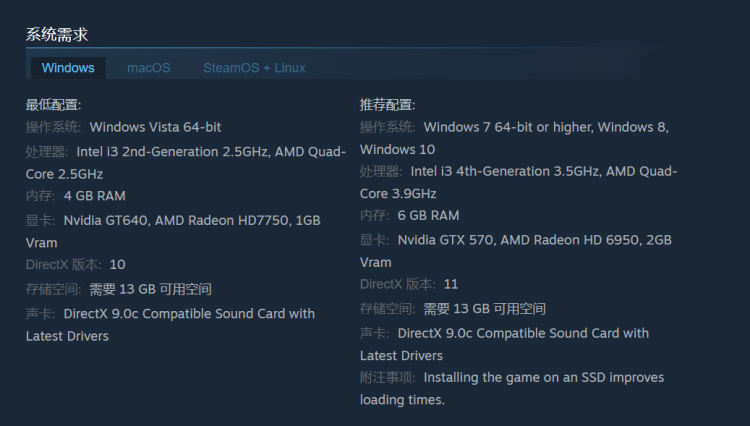 系统需求
Windows macOS SteamOS + Linux
最低配置:
操作系统: Windows Vista 64-bit
处理器: Intel i3 2nd-Generation 2.5GHz, AMD Quad-
Core 2.5GHz
内存: 4 GB RAM
显卡: Nvidia GT640, AMD Radeon HD7750, 1GB
Vram
DirectX 版本: 10
存储空间: 需要 13 GB 可用空间
声卡: DirectX 9.0c Compatible Sound Card with
Latest Drivers
推荐配置:
操作系统: Windows 7 64-bit or higher, Windows 8,
Windows 10
处理器: Intel i3 4th-Generation 3.5GHz, AMD Quad-
Core 3.9GHz
内存: 6 GB RAM
显卡: Nvidia GTX 570, AMD Radeon HD 6950, 2GB
Vram
DirectX 版本: 11
存储空间: 需要 13 GB 可用空间
声卡: DirectX 9.0c Compatible Sound Card with
Latest Drivers
附注事项: Installing the game on an SSD improves
loading times.